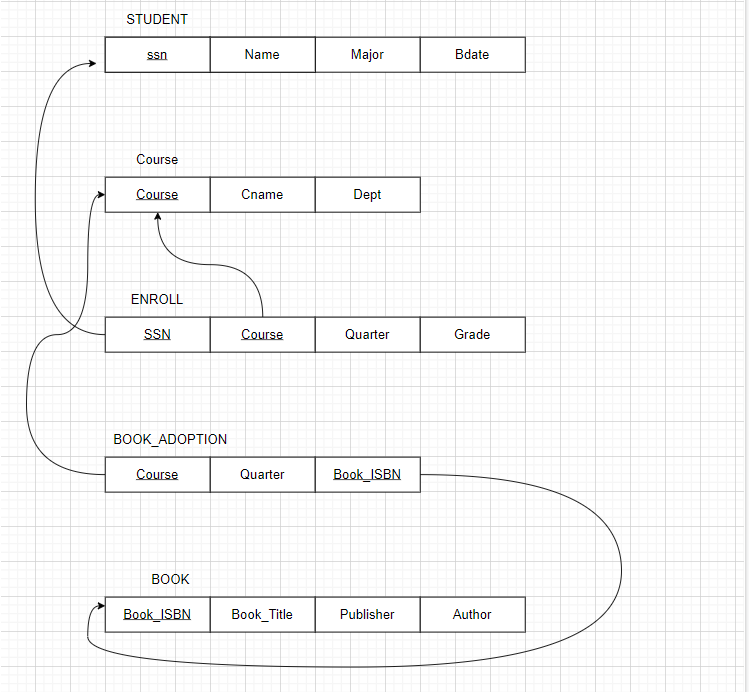 STUDENT
ssn Name Major Bdate
Course
Course Cname Dept
ENROLL
SSN Course Quarter Grade
BOOK_ADOPTION
Course Quarter Book_ISBN
BOOK
Book_ISBN Book_Title Publisher Author